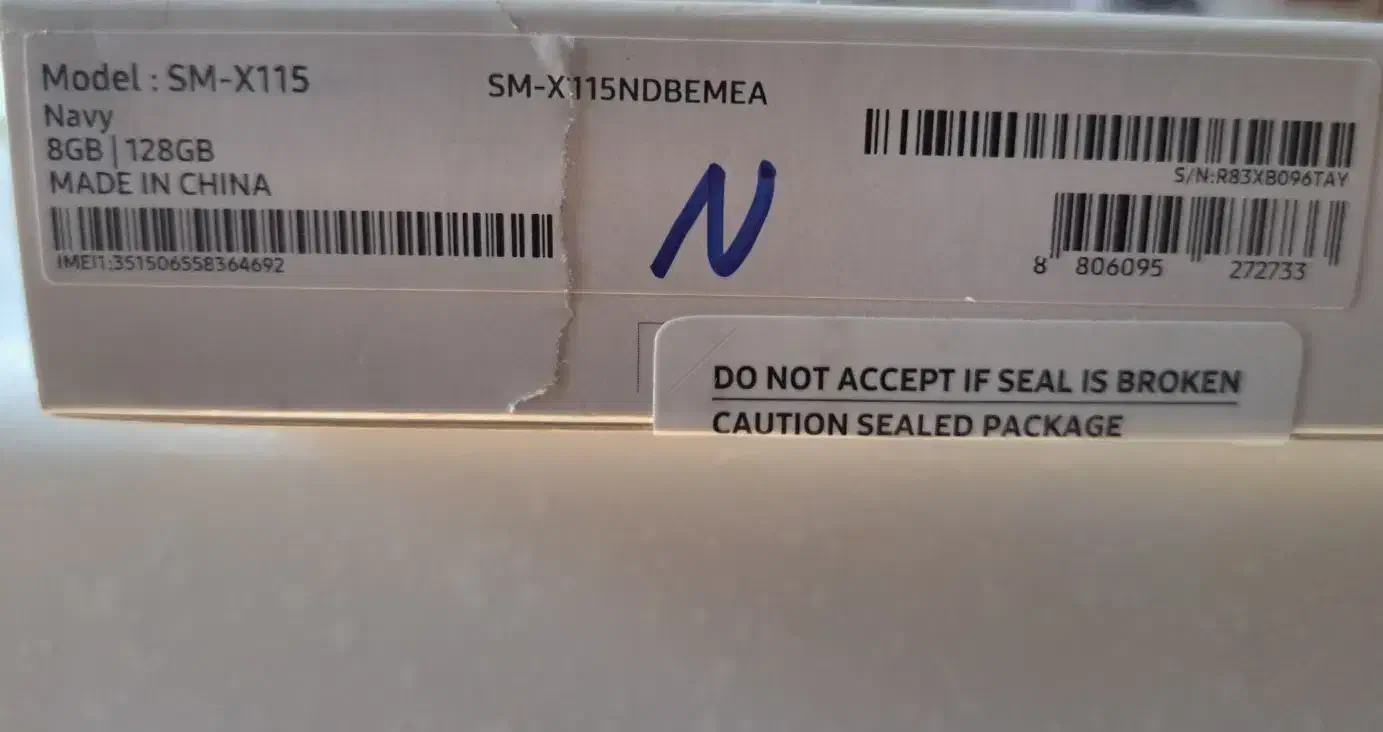 Model : SM-X115
Navy
8GB | 128GB
MADE IN CHINA
IMEI1:351506558364692
SM-X115NDBEMEA
N
S/N:R83XB096TAY
8 806095 272733
DO NOT ACCEPT IF SEAL IS BROKEN
CAUTION SEALED PACKAGE